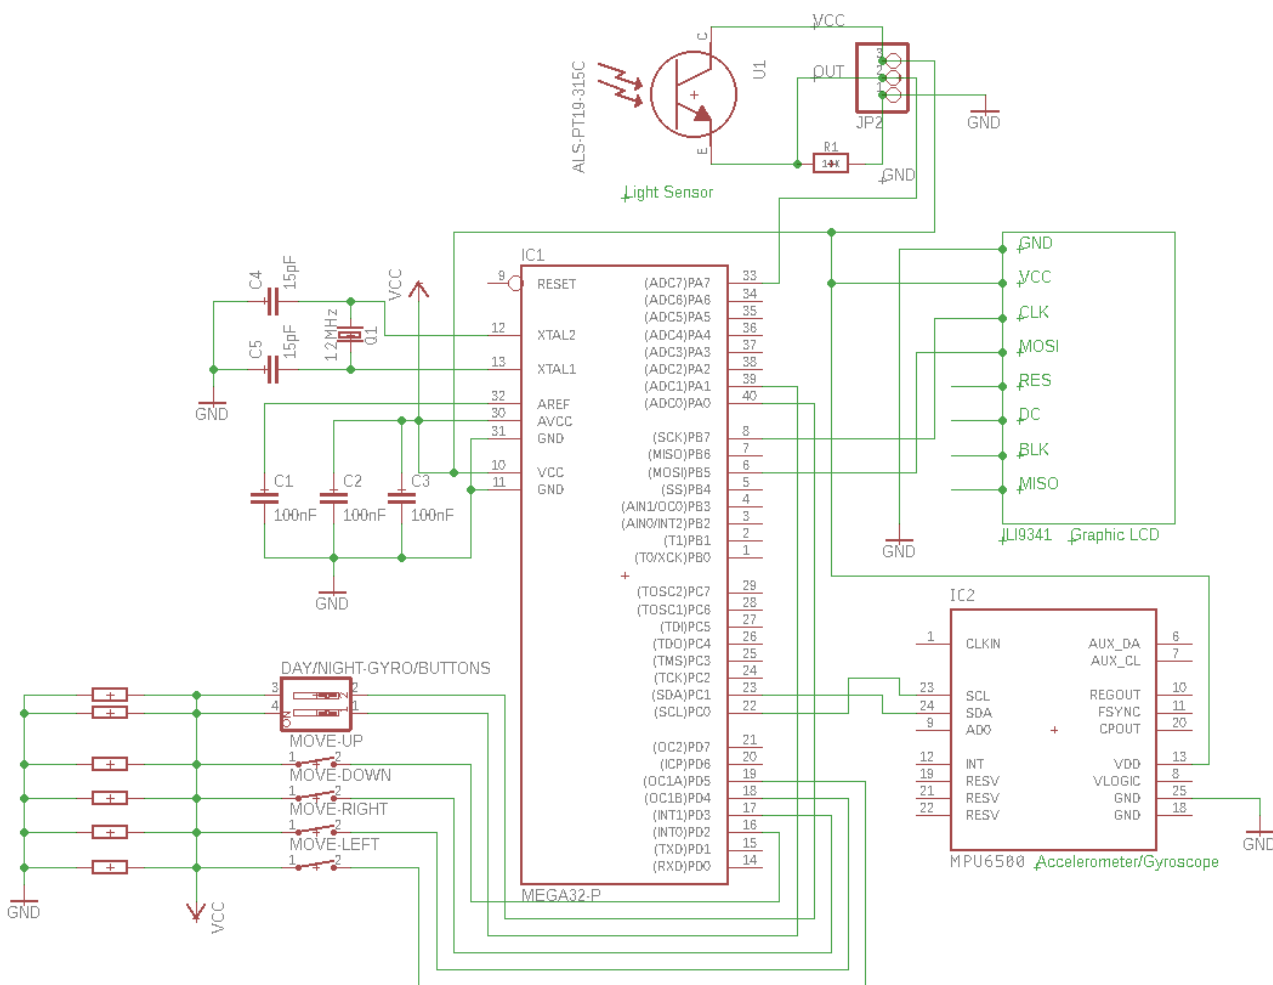 VCC
C
U1
OUT
3
2
1
JP2
GND
ALS-PT19-315C
E
R1
GND
Light Sensor
IC1
9 RESET
12 XTAL2
13 XTAL1
32 AREF
30 AVCC
31 GND
10 VCC
11 GND
(ADC7)PA7 33
(ADC6)PA6 34
(ADC5)PA5 35
(ADC4)PA4 36
(ADC3)PA3 37
(ADC2)PA2 38
(ADC1)PA1 39
(ADC0)PA0 40
(SCK)PB7 8
(MISO)PB6 7
(MOSI)PB5 6
(SS)PB4 5
(AIN1/OC0)PB3 4
(AIN0/INT2)PB2 3
(T1)PB1 2
(T0/XCK)PB0 1
(TOSC2)PC7 29
(TOSC1)PC6 28
(TDI)PC5 27
(TDO)PC4 26
(TMS)PC3 25
(TCK)PC2 24
(SDA)PC1 23
(SCL)PC0 22
(OC2)PD7 21
(ICP)PD6 20
(OC1A)PD5 19
(OC1B)PD4 18
(INT1)PD3 17
(INT0)PD2 16
(TXD)PD1 15
(RXD)PD0 14
MEGA32-P
C4
15pF
C5
15pF
12MHz
Q1
VCC
GND
C1
100nF
C2
100nF
C3
100nF
GND
GND
VCC
CLK
MOSI
RES
DC
BLK
MISO
ILI9341 Graphic LCD
GND
IC2
1 CLKIN
23 SCL
24 SDA
9 AD0
12 INT
19 RESV
21 RESV
22 RESV
AUX_DA 6
AUX_CL 7
REGOUT 10
FSYNC 11
CPOUT 20
VDD 13
VLOGIC 8
GND 25
GND 18
MPU6500 Accelerometer/Gyroscope
GND
DAY/NIGHT-GYRO/BUTTONS
3 2
4 1
ON
2
1
MOVE-UP
1 2
MOVE-DOWN
1 2
MOVE-RIGHT
1 2
MOVE-LEFT
1 2
GND
VCC